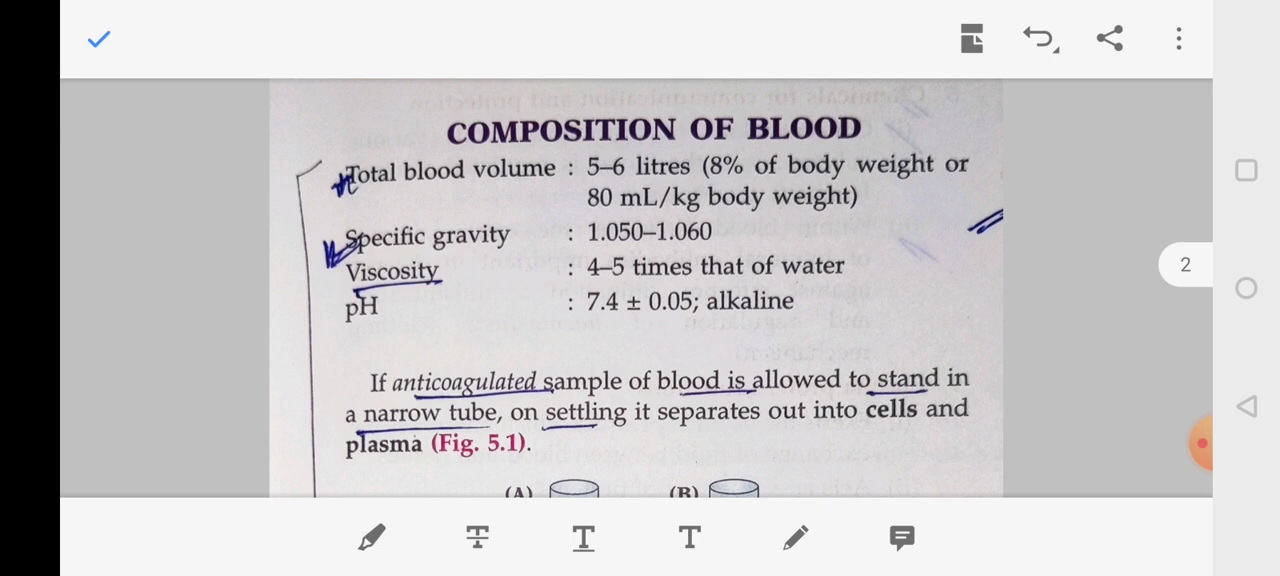 COMPOSITION OF BLOOD
Total blood volume : 5–6 litres (8% of body weight or
80 mL/kg body weight)
Specific gravity : 1.050–1.060
Viscosity : 4–5 times that of water
pH : 7.4 ± 0.05; alkaline
2
If anticoagulated sample of blood is allowed to stand in
a narrow tube, on settling it separates out into cells and
plasma (Fig. 5.1).
(A) (B)
T T T